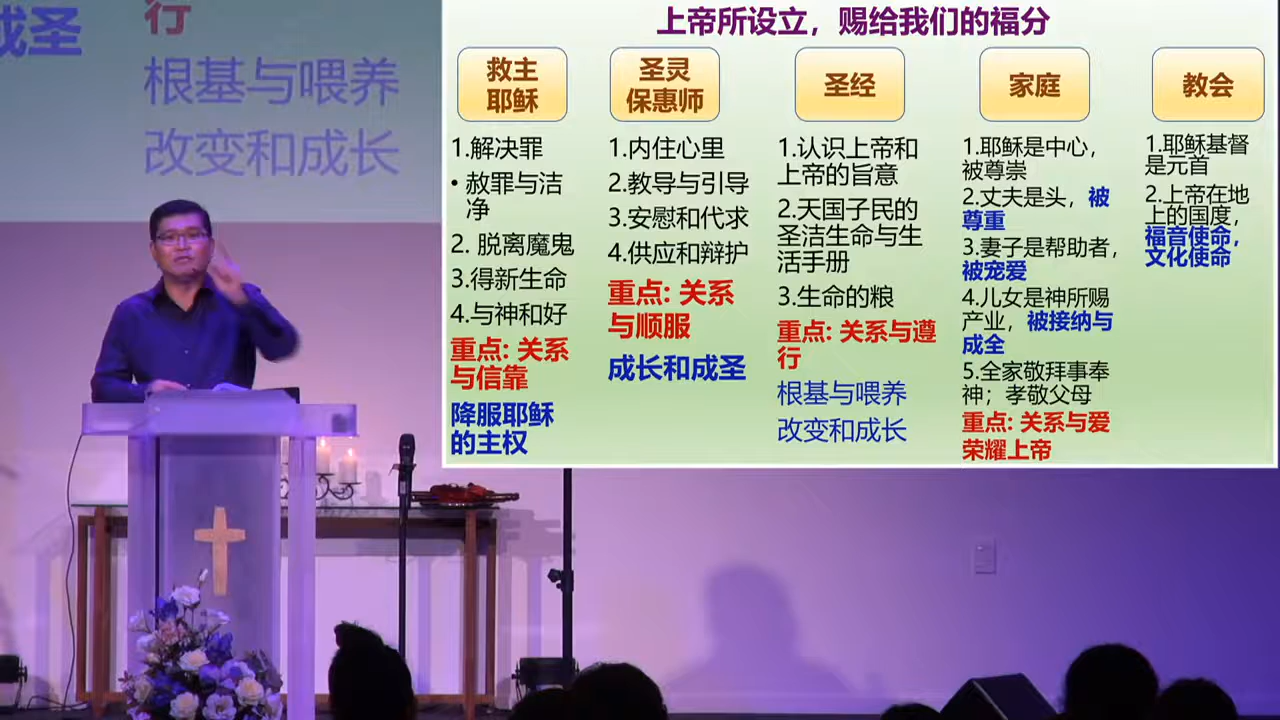 成圣
行
根基与喂养
改变和成长
上帝所设立，赐给我们的福分
救主
耶稣
1.解决罪
• 赦罪与洁
净
2. 脱离魔鬼
3.得新生命
4.与神和好
重点: 关系
与信靠
降服耶稣
的主权
圣灵
保惠师
1.内住心里
2.教导与引导
3.安慰和代求
4.供应和辩护
重点: 关系
与顺服
成长和成圣
圣经
1.认识上帝和
上帝的旨意
2.天国子民的
圣洁生命与生
活手册
3.生命的粮
重点: 关系与遵
行
根基与喂养
改变和成长
家庭
1.耶稣是中心，
被尊崇
2.丈夫是头，被
尊重
3.妻子是帮助者，
被宠爱
4.儿女是神所赐
产业，被接纳与
成全
5.全家敬拜事奉
神；孝敬父母
重点: 关系与爱
荣耀上帝
教会
1.耶稣基督
是元首
2.上帝在地
上的国度，
福音使命，
文化使命